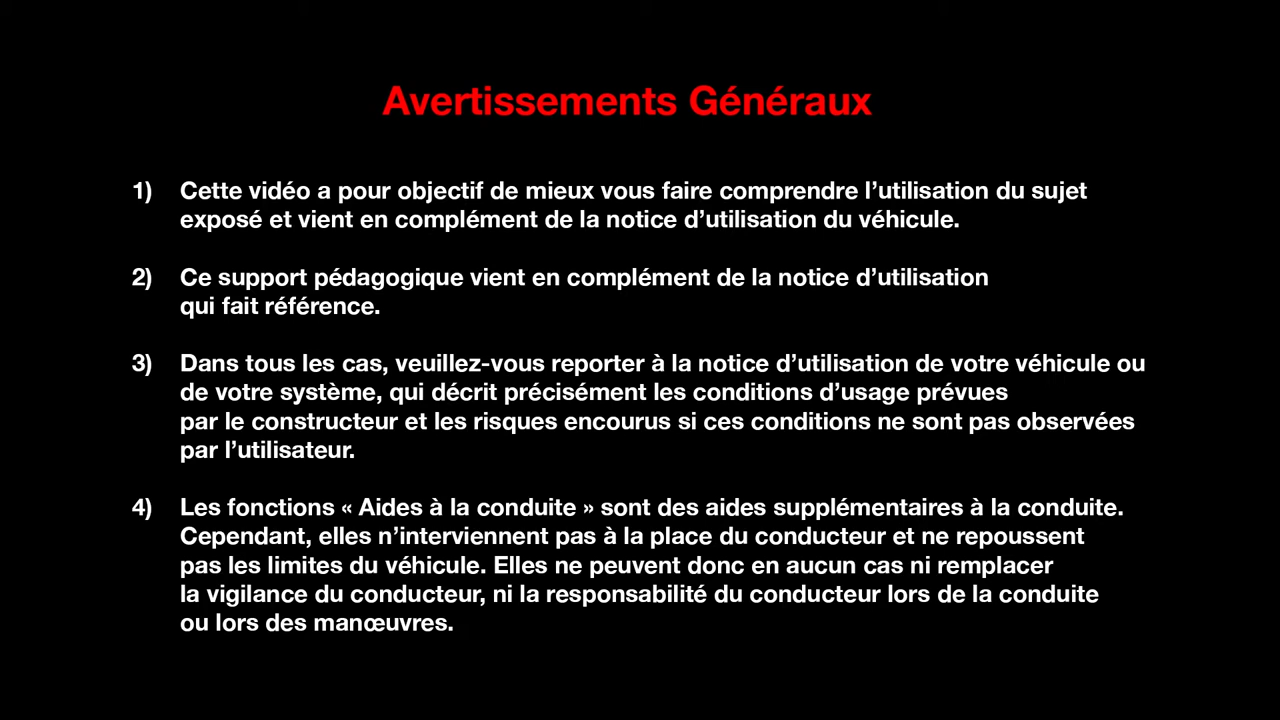 Avertissements Généraux
1) Cette vidéo a pour objectif de mieux vous faire comprendre l’utilisation du sujet
exposé et vient en complément de la notice d’utilisation du véhicule.
2) Ce support pédagogique vient en complément de la notice d’utilisation
qui fait référence.
3) Dans tous les cas, veuillez-vous reporter à la notice d’utilisation de votre véhicule ou
de votre système, qui décrit précisément les conditions d’usage prévues
par le constructeur et les risques encourus si ces conditions ne sont pas observées
par l’utilisateur.
4) Les fonctions « Aides à la conduite » sont des aides supplémentaires à la conduite.
Cependant, elles n’interviennent pas à la place du conducteur et ne repoussent
pas les limites du véhicule. Elles ne peuvent donc en aucun cas ni remplacer
la vigilance du conducteur, ni la responsabilité du conducteur lors de la conduite
ou lors des manœuvres.